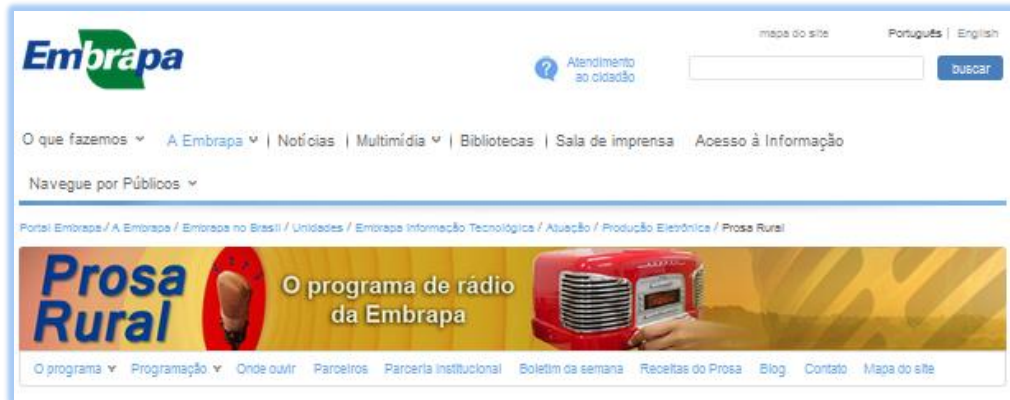 mapa do site Português | English
Embrapa
Atendimento
ao cidadão
buscar
O que fazemos A Embrapa | Notícias | Multimídia | Bibliotecas | Sala de imprensa Acesso à Informação
Navegue por Públicos
Portal Embrapa / A Embrapa / Embrapa no Brasil / Unidades / Embrapa Informação Tecnológica / Atuação / Produção Eletrônica / Prosa Rural
Prosa
Rural
O programa de rádio
da Embrapa
O programa Programação Onde ouvir Parceiros Parceria Institucional Boletim da semana Receitas do Prosa Blog Contato Mapa do site